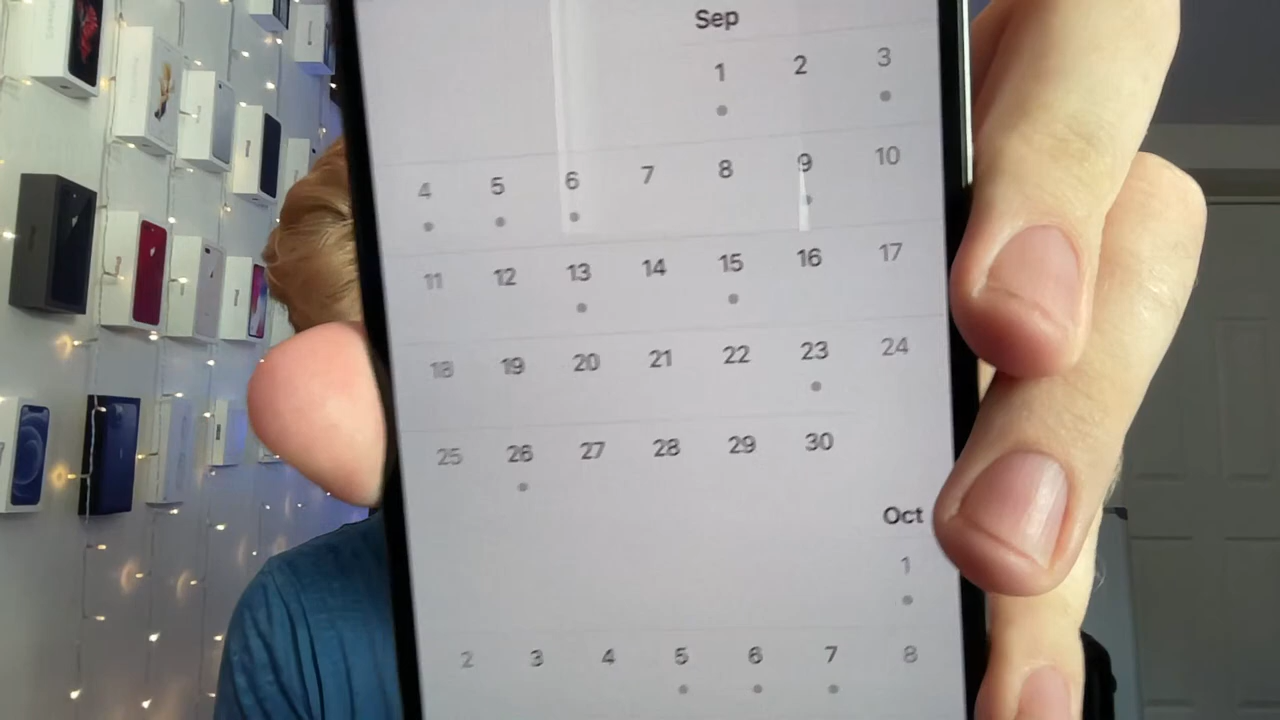 Sep
1 2 3
4 5 6 7 8 9 10
11 12 13 14 15 16 17
18 19 20 21 22 23 24
25 26 27 28 29 30
Oct
1
2 3 4 5 6 7 8